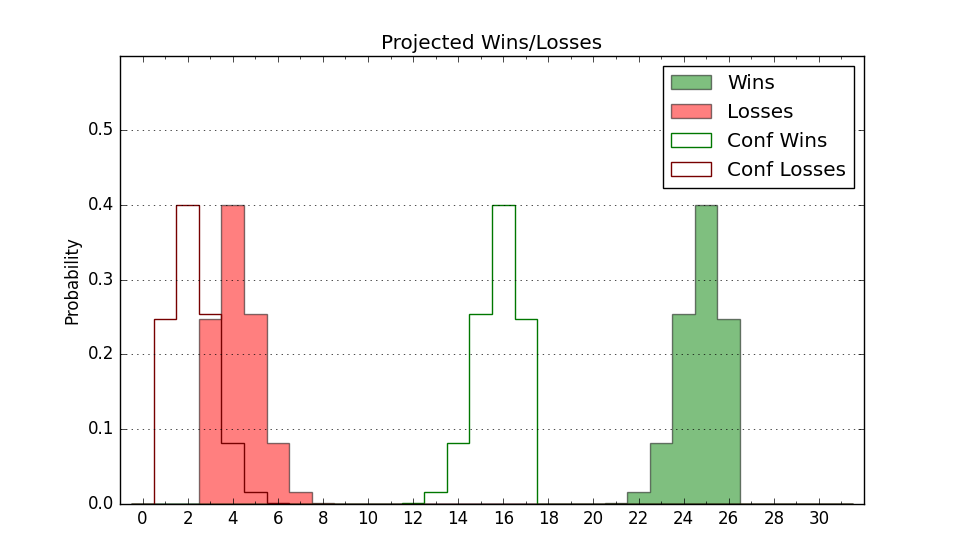 Projected Wins/Losses
Wins
Losses
Conf Wins
Conf Losses
Probability
0.5
0.4
0.3
0.2
0.1
0.0
0 2 4 6 8 10 12 14 16 18 20 22 24 26 28 30